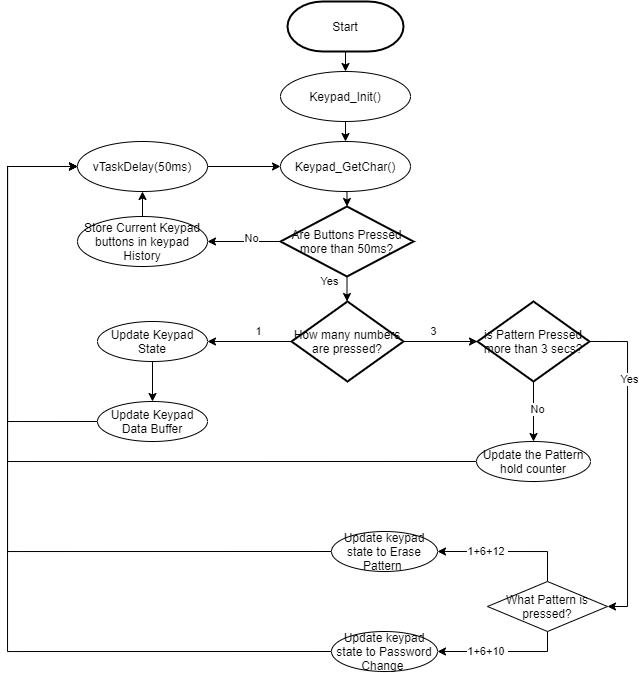 Start
Keypad_Init()
vTaskDelay(50ms)
Keypad_GetChar()
Store Current Keypad
buttons in keypad
History
No
Are Buttons Pressed
more than 50ms?
Yes
Update Keypad
State
1
How many numbers
are pressed?
3
is Pattern Pressed
more than 3 secs?
Yes
No
Update Keypad
Data Buffer
Update the Pattern
hold counter
Update keypad
state to Erase
Pattern
1+6+12
What Pattern is
pressed?
Update keypad
state to Password
Change
1+6+10